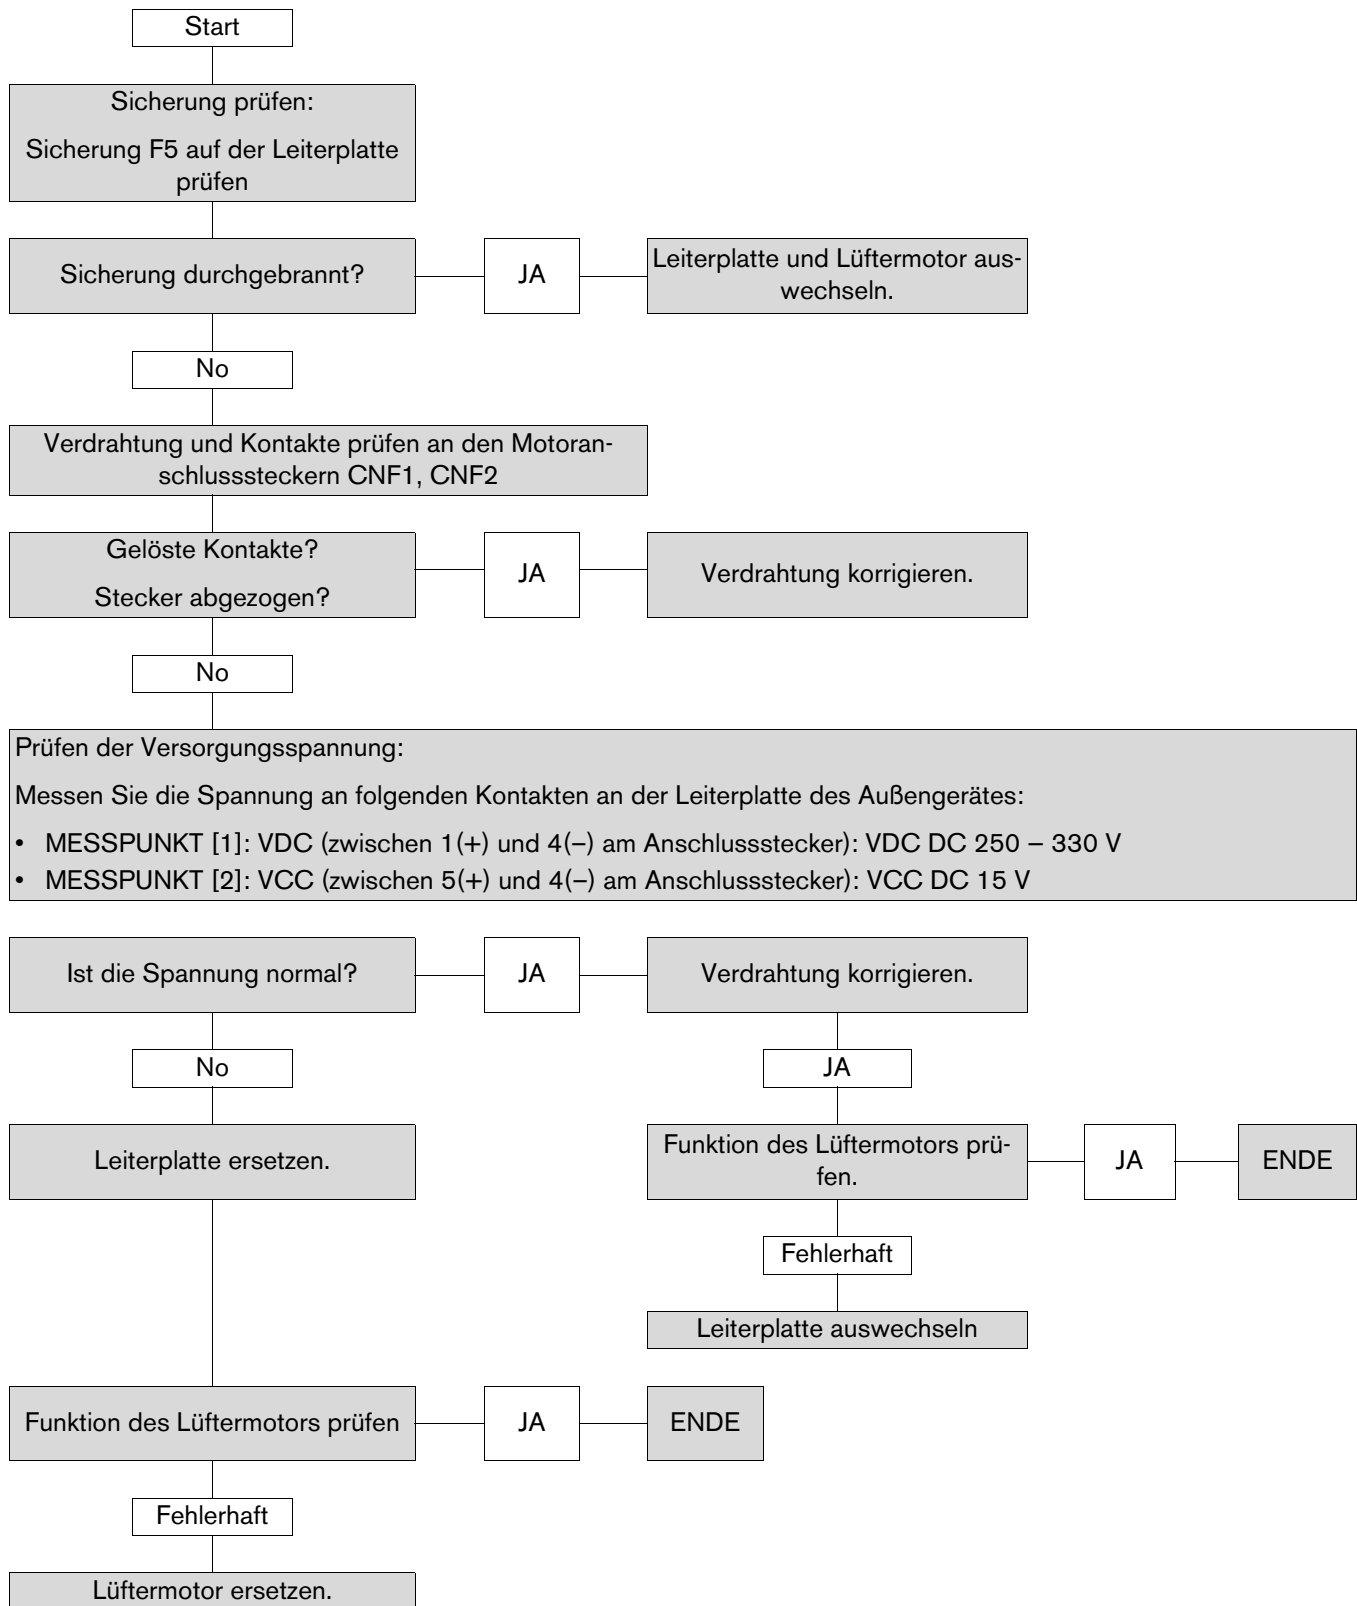 Start
Sicherung prüfen:
Sicherung F5 auf der Leiterplatte
prüfen
Sicherung durchgebrannt?
JA
Leiterplatte und Lüftermotor aus-
wechseln.
No
Verdrahtung und Kontakte prüfen an den Motoran-
schlusssteckern CNF1, CNF2
Gelöste Kontakte?
Stecker abgezogen?
JA
Verdrahtung korrigieren.
No
Prüfen der Versorgungsspannung:
Messen Sie die Spannung an folgenden Kontakten an der Leiterplatte des Außengerätes:
• MESSPUNKT [1]: VDC (zwischen 1(+) und 4(–) am Anschlussstecker): VDC DC 250 – 330 V
• MESSPUNKT [2]: VCC (zwischen 5(+) und 4(–) am Anschlussstecker): VCC DC 15 V
Ist die Spannung normal?
JA
Verdrahtung korrigieren.
No
JA
Leiterplatte ersetzen.
Funktion des Lüftermotors prü-
fen.
JA
ENDE
Fehlerhaft
Leiterplatte auswechseln
Funktion des Lüftermotors prüfen
JA
ENDE
Fehlerhaft
Lüftermotor ersetzen.